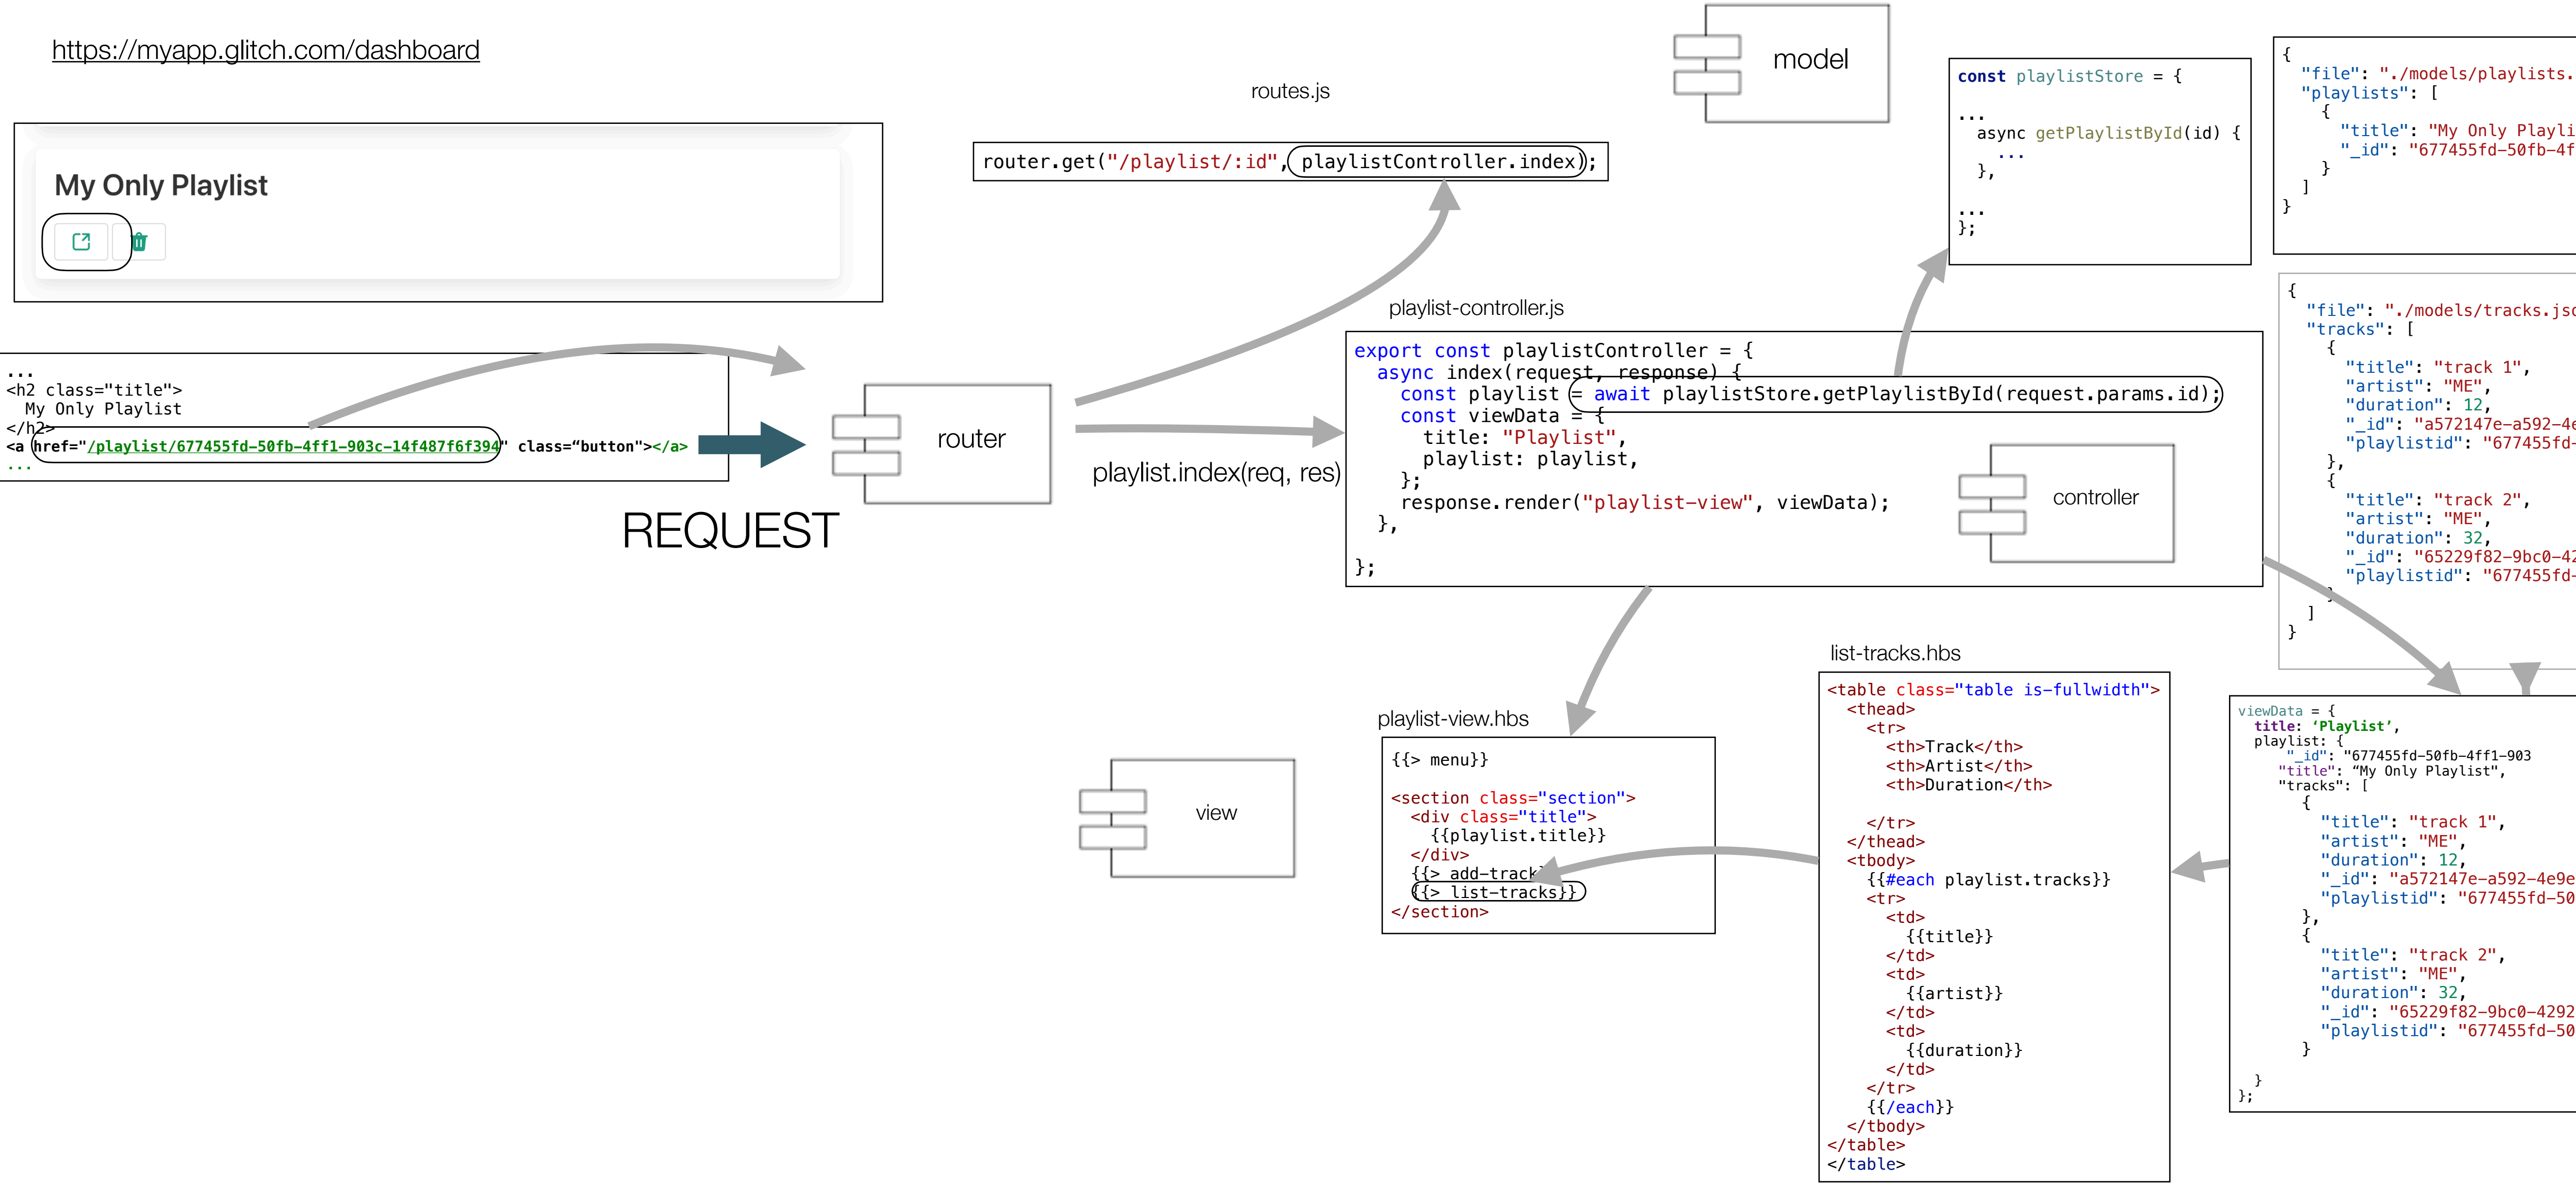 https://myapp.glitch.com/dashboard
My Only Playlist
...
<h2 class="title">
My Only Playlist
</h2>
<a href="/playlist/677455fd-50fb-4ff1-903c-14f487f6f394" class=“button"></a>
...
REQUEST
router
routes.js
router.get("/playlist/:id", playlistController.index);
playlist.index(req, res)
model
const playlistStore = {
...
async getPlaylistById(id) {
...
},
...
};
{
"file": "./models/playlists.
"playlists": [
{
"title": "My Only Playli
"_id": "677455fd-50fb-4f
}
]
}
playlist-controller.js
export const playlistController = {
async index(request, response) {
const playlist = await playlistStore.getPlaylistById(request.params.id);
const viewData = {
title: "Playlist",
playlist: playlist,
};
response.render("playlist-view", viewData);
},
};
controller
{
"file": "./models/tracks.jso
"tracks": [
{
"title": "track 1",
"artist": "ME",
"duration": 12,
"_id": "a572147e-a592-4e
"playlistid": "677455fd-
},
{
"title": "track 2",
"artist": "ME",
"duration": 32,
"_id": "65229f82-9bc0-42
"playlistid": "677455fd-
}
]
}
view
playlist-view.hbs
{{> menu}}
<section class="section">
<div class="title">
{{playlist.title}}
</div>
{{> add-track
{{> list-tracks}}
</section>
list-tracks.hbs
<table class="table is-fullwidth">
<thead>
<tr>
<th>Track</th>
<th>Artist</th>
<th>Duration</th>
</tr>
</thead>
<tbody>
{{#each playlist.tracks}}
<tr>
<td>
{{title}}
</td>
<td>
{{artist}}
</td>
<td>
{{duration}}
</td>
</tr>
{{/each}}
</tbody>
</table>
</table>
viewData = {
title: ‘Playlist’,
playlist: {
"_id": "677455fd-50fb-4ff1-903
"title": “My Only Playlist",
"tracks": [
{
"title": "track 1",
"artist": "ME",
"duration": 12,
"_id": "a572147e-a592-4e9e
"playlistid": "677455fd-50
},
{
"title": "track 2",
"artist": "ME",
"duration": 32,
"_id": "65229f82-9bc0-4292
"playlistid": "677455fd-50
}
}
};